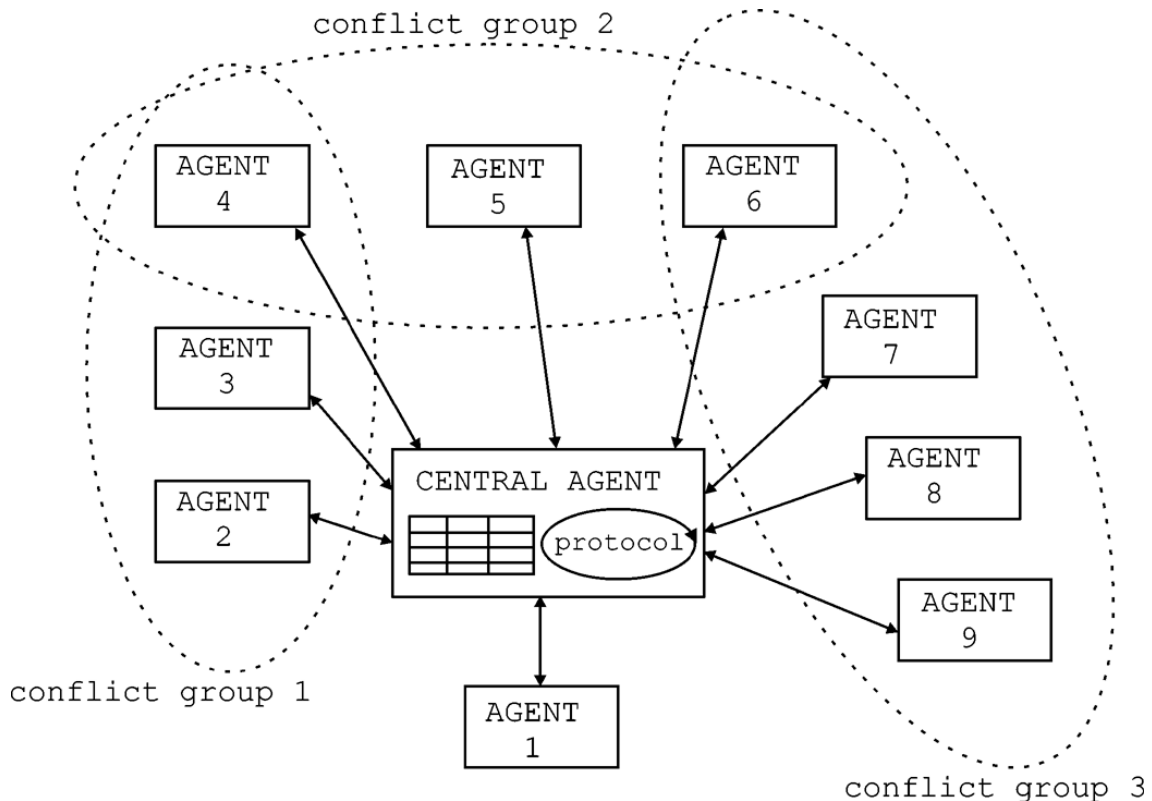 conflict group 2
AGENT
4
AGENT
5
AGENT
6
AGENT
3
AGENT
7
AGENT
2
CENTRAL AGENT
protocol
AGENT
8
AGENT
9
conflict group 1
AGENT
1
conflict group 3